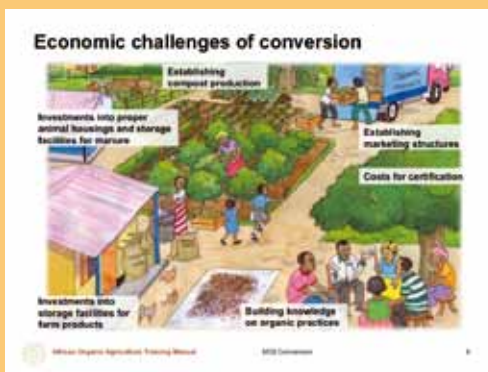 Economic challenges of conversion
Establishing
compost production
Investments into proper
animal housings and storage
facilities for manure
Establishing
marketing structures
Costs for certification
Investments into
storage facilities for
farm products
Building knowledge
on organic practices
African Organic Agriculture Training Manual
Conversion